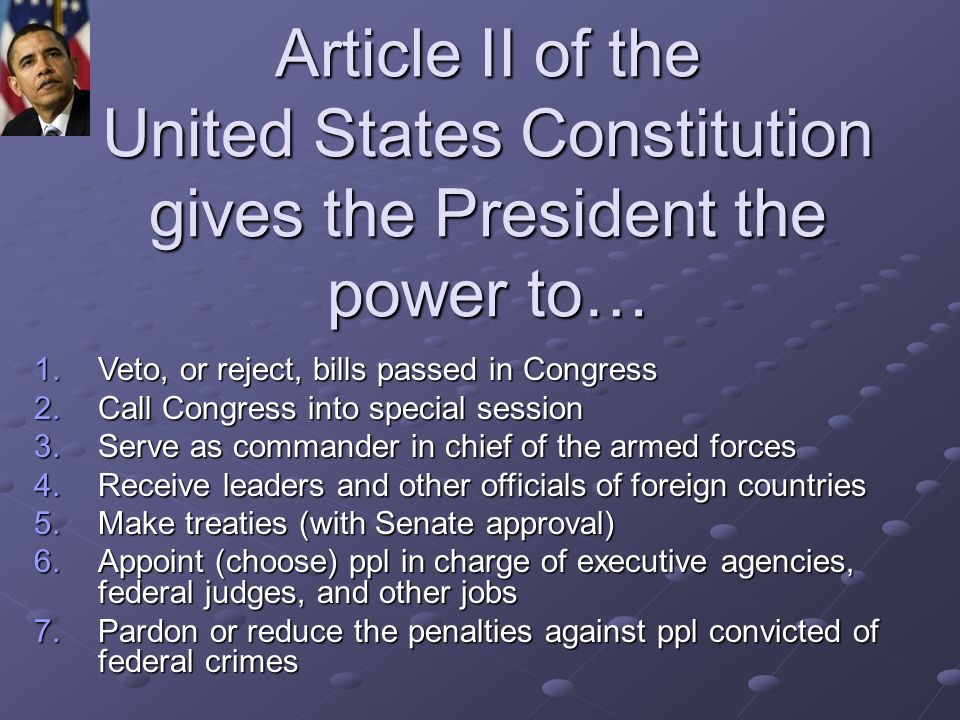 Article II of the
United States Constitution
gives the President the
power to…
1. Veto, or reject, bills passed in Congress
2. Call Congress into special session
3. Serve as commander in chief of the armed forces
4. Receive leaders and other officials of foreign countries
5. Make treaties (with Senate approval)
6. Appoint (choose) ppl in charge of executive agencies,
federal judges, and other jobs
7. Pardon or reduce the penalties against ppl convicted of
federal crimes